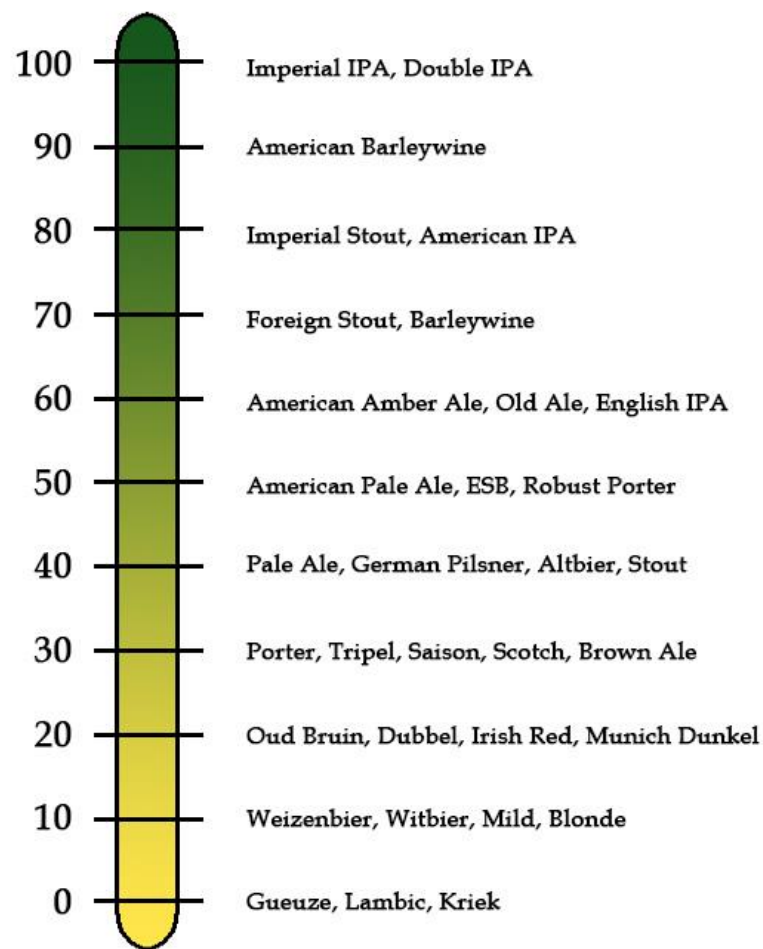 100 Imperial IPA, Double IPA
90 American Barleywine
80 Imperial Stout, American IPA
70 Foreign Stout, Barleywine
60 American Amber Ale, Old Ale, English IPA
50 American Pale Ale, ESB, Robust Porter
40 Pale Ale, German Pilsner, Altbier, Stout
30 Porter, Tripel, Saison, Scotch, Brown Ale
20 Oud Bruin, Dubbel, Irish Red, Munich Dunkel
10 Weizenbier, Witbier, Mild, Blonde
0 Gueuze, Lambic, Kriek